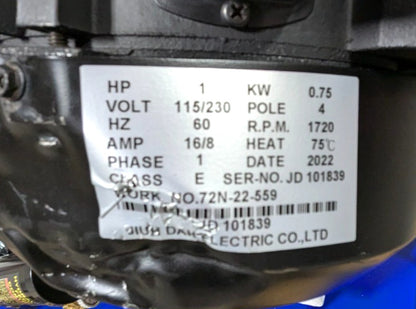 HP 1 KW 0.75
VOLT 115/230 POLE 4
HZ 60 R.P.M. 1720
AMP 16/8 HEAT 75℃
PHASE 1 DATE 2022
CLASS E SER-NO. JD 101839
WORK NO.72N-22-559
JD 101839
ELECTRIC CO.,LTD